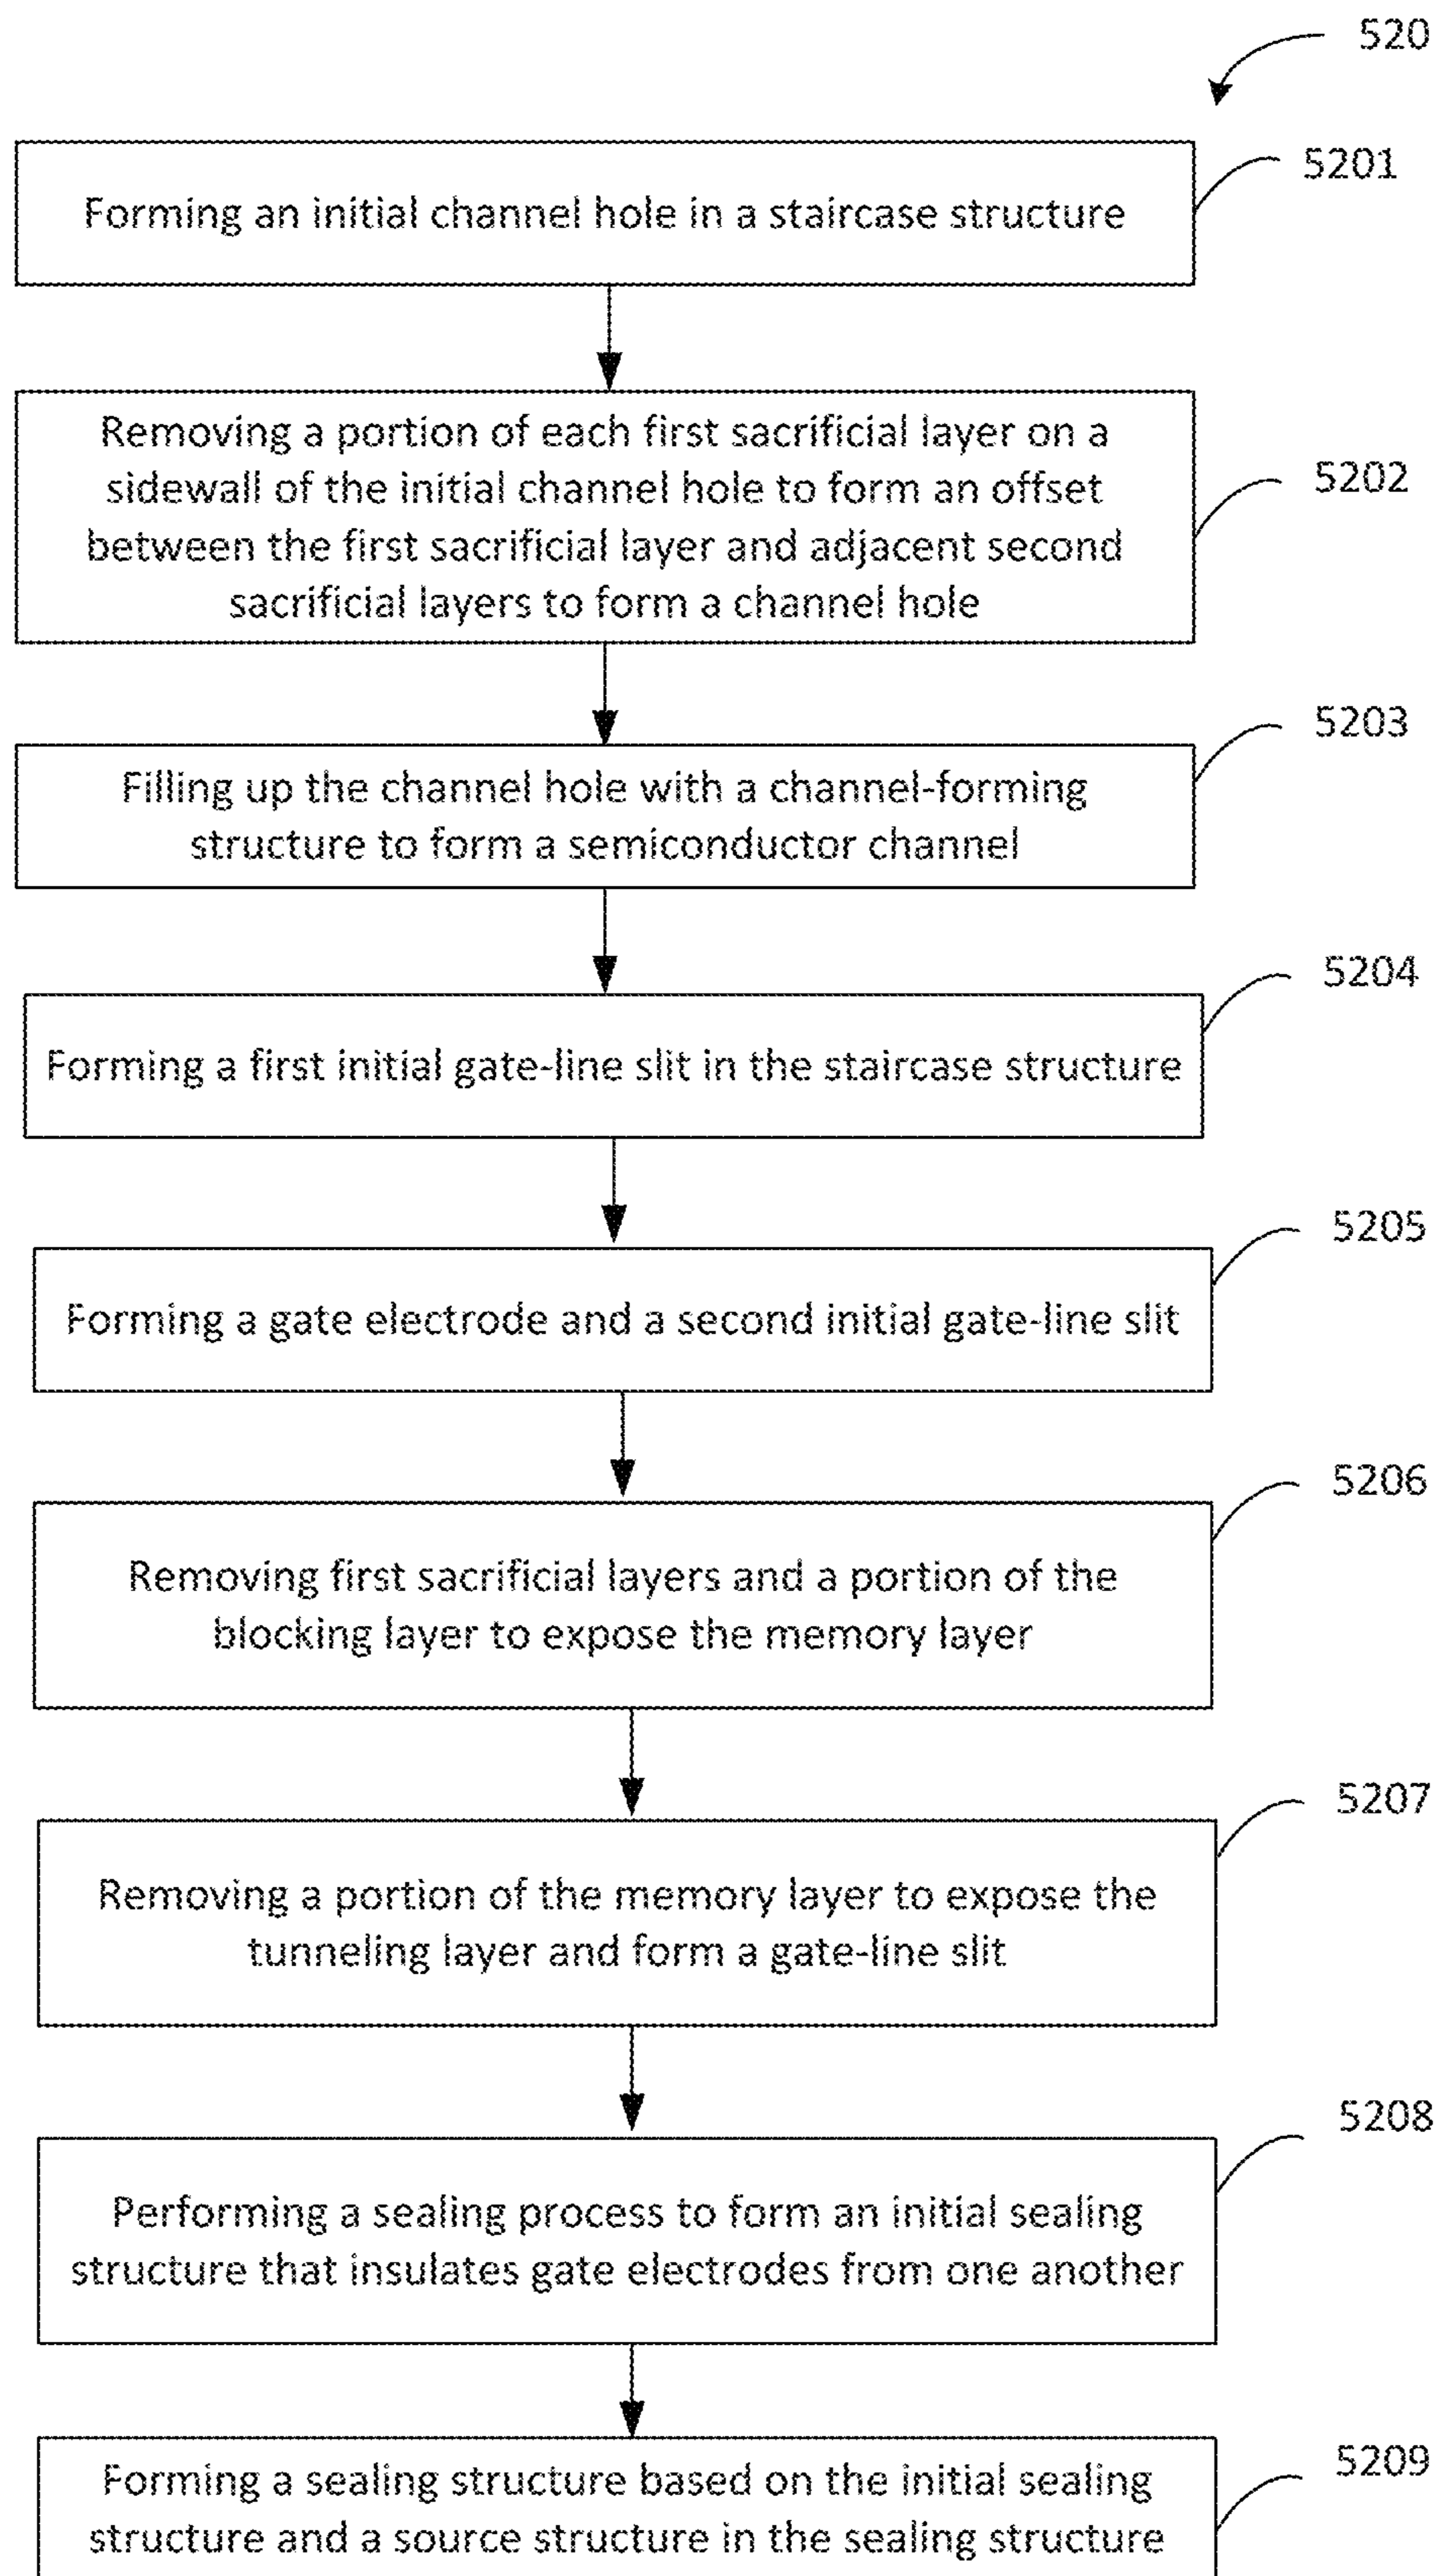 520
5201
Forming an initial channel hole in a staircase structure
Removing a portion of each first sacrificial layer on a
sidewall of the initial channel hole to form an offset
between the first sacrificial layer and adjacent second
sacrificial layers to form a channel hole
5202
5203
Filling up the channel hole with a channel-forming
structure to form a semiconductor channel
5204
Forming a first initial gate-line slit in the staircase structure
5205
Forming a gate electrode and a second initial gate-line slit
5206
Removing first sacrificial layers and a portion of the
blocking layer to expose the memory layer
5207
Removing a portion of the memory layer to expose the
tunneling layer and form a gate-line slit
5208
Performing a sealing process to form an initial sealing
structure that insulates gate electrodes from one another
5209
Forming a sealing structure based on the initial sealing
structure and a source structure in the sealing structure